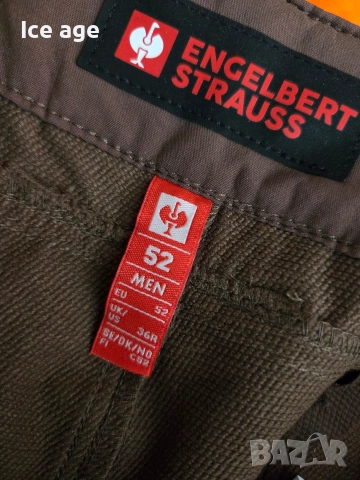 Ice age
ENGELBERT
STRAUSS
52
MEN
EU 52
UK/
US 36R
SE/DK/NO
FI C52
BAZAR